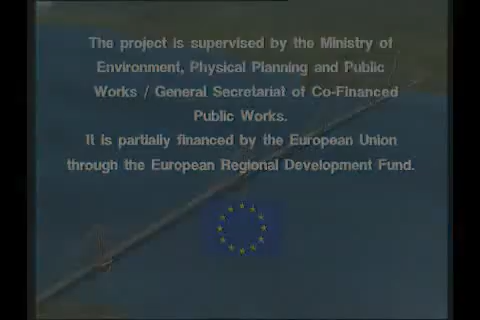 The project is supervised by the Ministry of
Environment, Physical Planning and Public
Works / General Secretariat of Co-Financed
Public Works.
It is partially financed by the European Union
through the European Regional Development Fund.